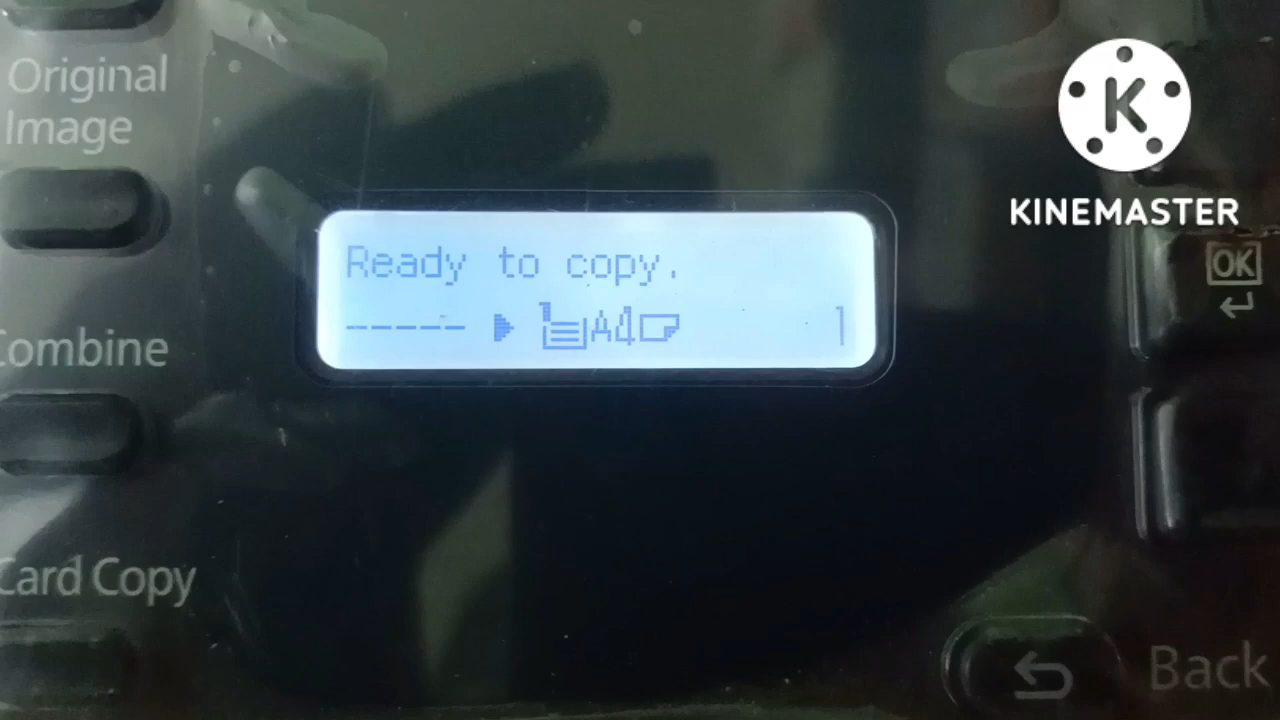 Original
Image
KINEMASTER
OK
Ready to copy.
----- A4 1
Combine
Card Copy
Back